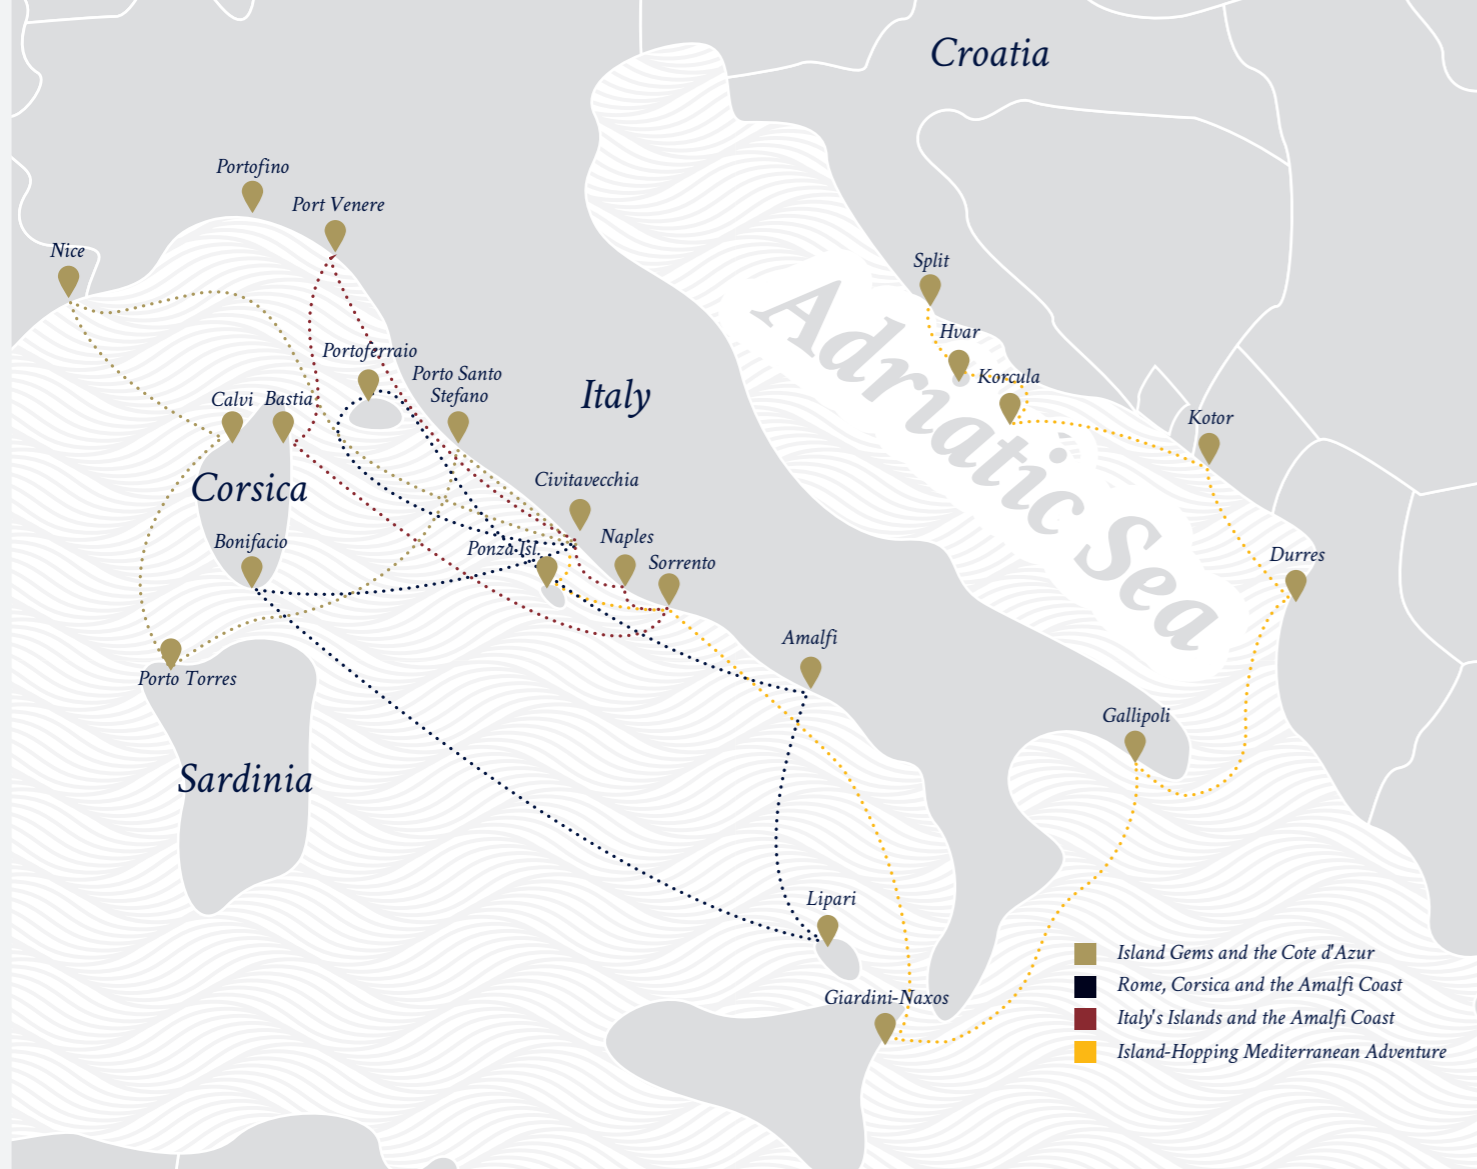 Croatia
Portofino
Port Venere
Nice
Split
Hvar
Portoferraio
Porto Santo
Stefano
Korcula
Italy
Calvi
Bastia
Kotor
Adriatic Sea
Corsica
Civitavecchia
Bonifacio
Ponza Isl.
Naples
Sorrento
Durres
Amalfi
Porto Torres
Gallipoli
Sardinia
Lipari
Giardini-Naxos
Island Gems and the Cote d'Azur
Rome, Corsica and the Amalfi Coast
Italy's Islands and the Amalfi Coast
Island-Hopping Mediterranean Adventure